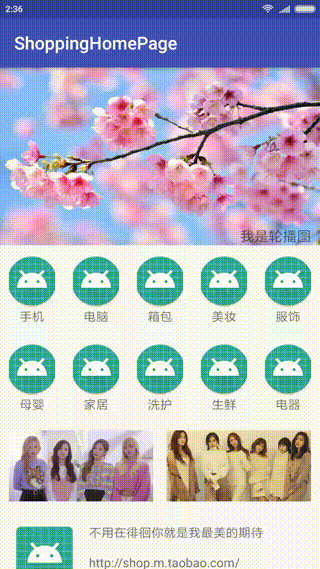 2:36
ShoppingHomePage
我是轮播图
手机 电脑 箱包 美妆 服饰
母婴 家居 洗护 生鲜 电器
不用在徘徊你就是我最美的期待
http://shop.m.taobao.com/